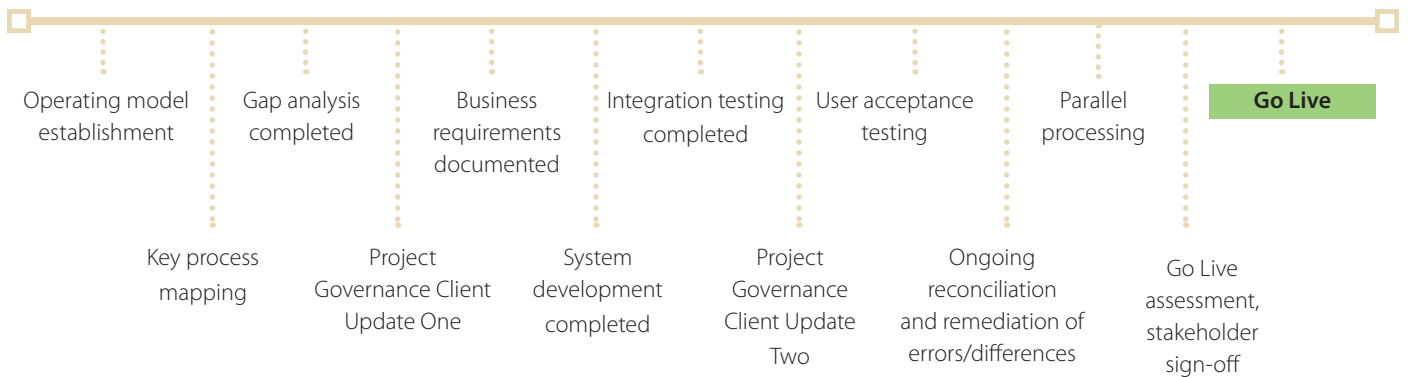 Operating model
establishment
Key process
mapping
Gap analysis
completed
Project
Governance Client
Update One
Business
requirements
documented
System
development
completed
Integration testing
completed
Project
Governance
Client Update
Two
User acceptance
testing
Ongoing
reconciliation
and remediation of
errors/differences
Parallel
processing
Go Live
assessment,
stakeholder
sign-off
Go Live